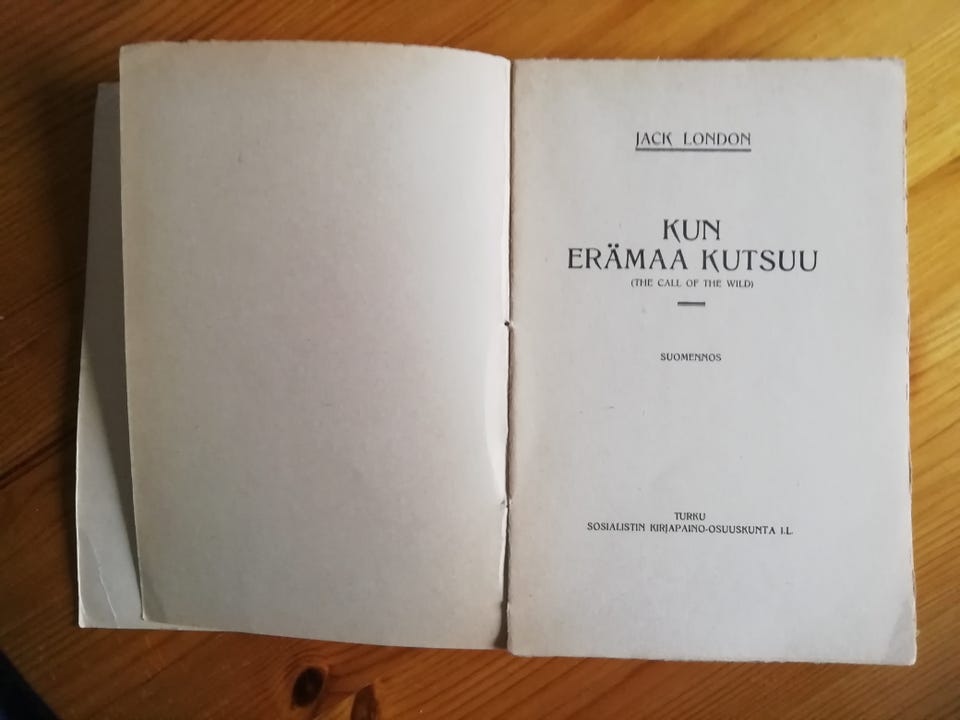 JACK LONDON
KUN
ERÄMAA KUTSUU
(THE CALL OF THE WILD)
SUOMENNOS
TURKU
SOSIALISTIN KIRJAPAINO-OSUUSKUNTA I.L.